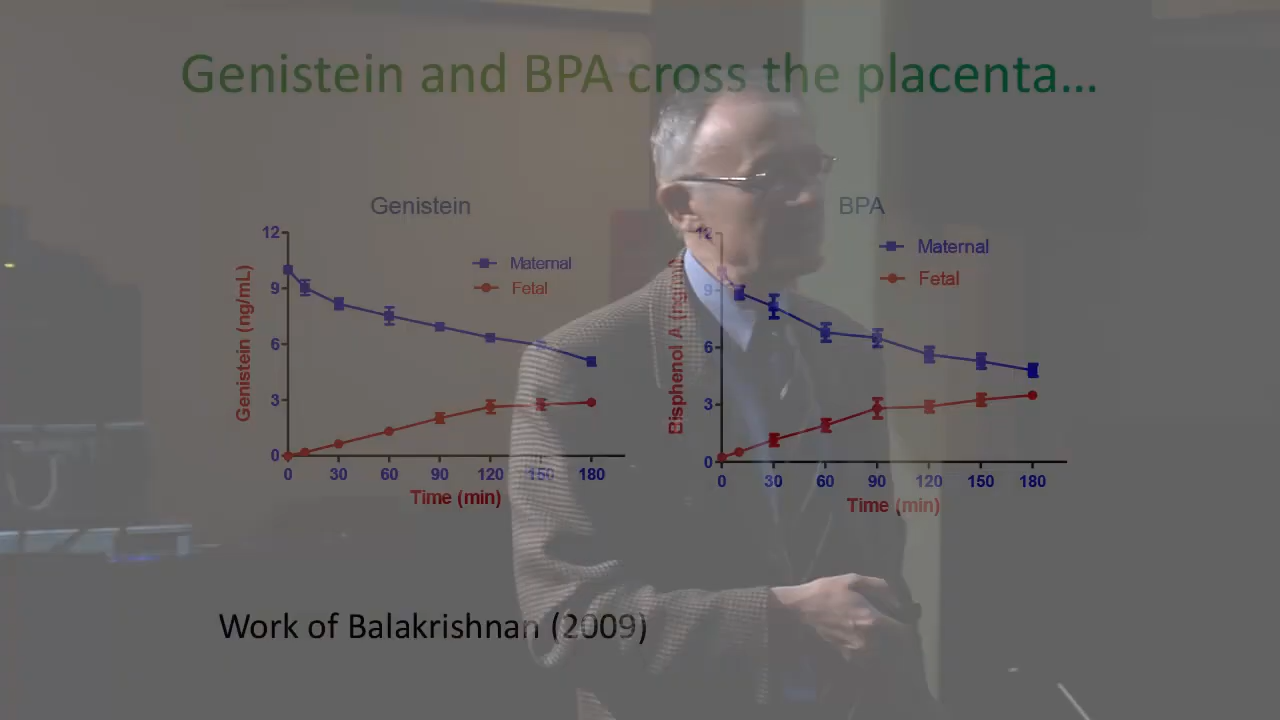 Genistein and BPA cross the placenta...
Genistein
12
9
6
3
0
Genistein (ng/mL)
Maternal
Fetal
0 30 60 90 120 150 180
Time (min)
BPA
12
9
6
3
0
Bisphenol A (ng/mL)
Maternal
Fetal
0 30 60 90 120 150 180
Time (min)
Work of Balakrishnan (2009)